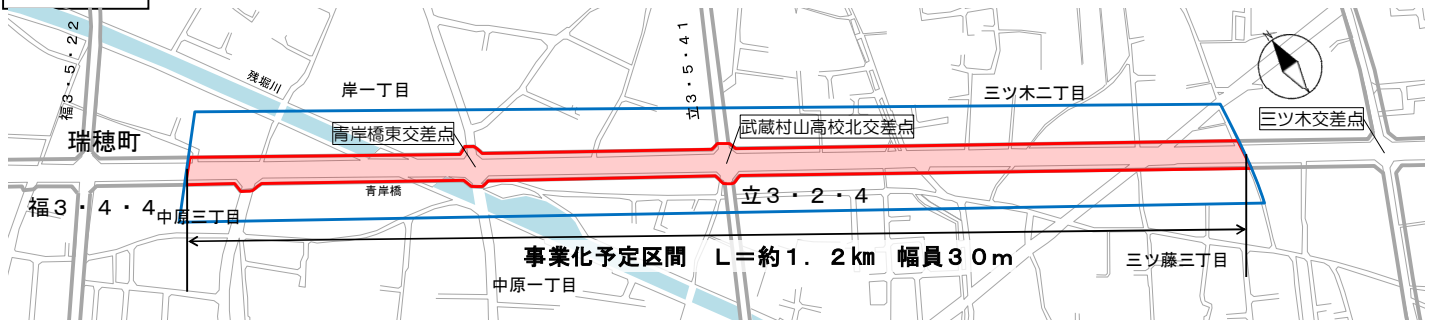 福3・5・22
残堀川
岸一丁目
立3・5・41
三ツ木二丁目
三ツ木交差点
瑞穂町
青岸橋東交差点
武蔵村山高校北交差点
青岸橋
立3・2・4
福3・4・4
中原三丁目
事業化予定区間 L=約1.2km 幅員30m
三ツ藤三丁目
中原一丁目